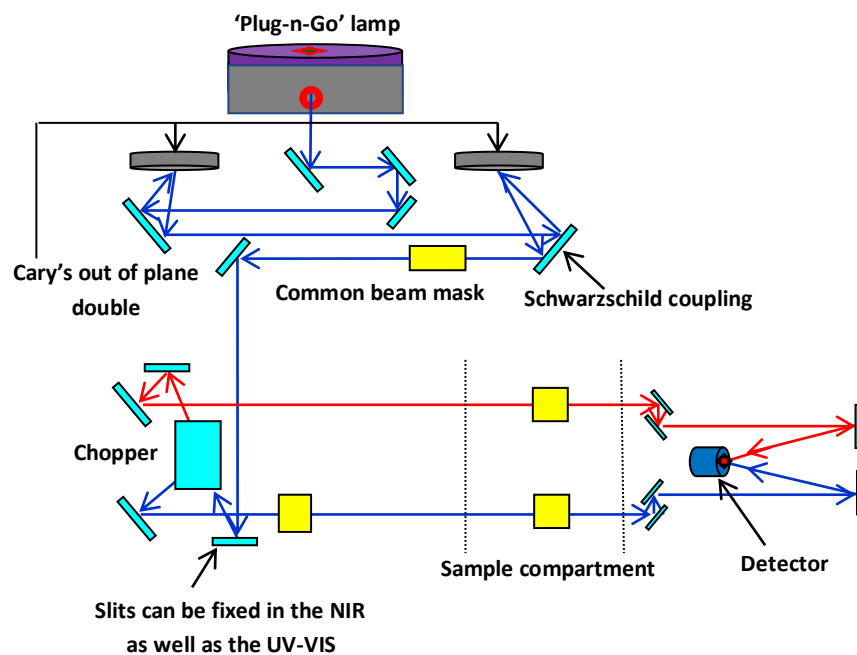 ‘Plug-n-Go’ lamp
Cary’s out of plane
double
Common beam mask
Schwarzschild coupling
Chopper
Sample compartment
Detector
Slits can be fixed in the NIR
as well as the UV-VIS